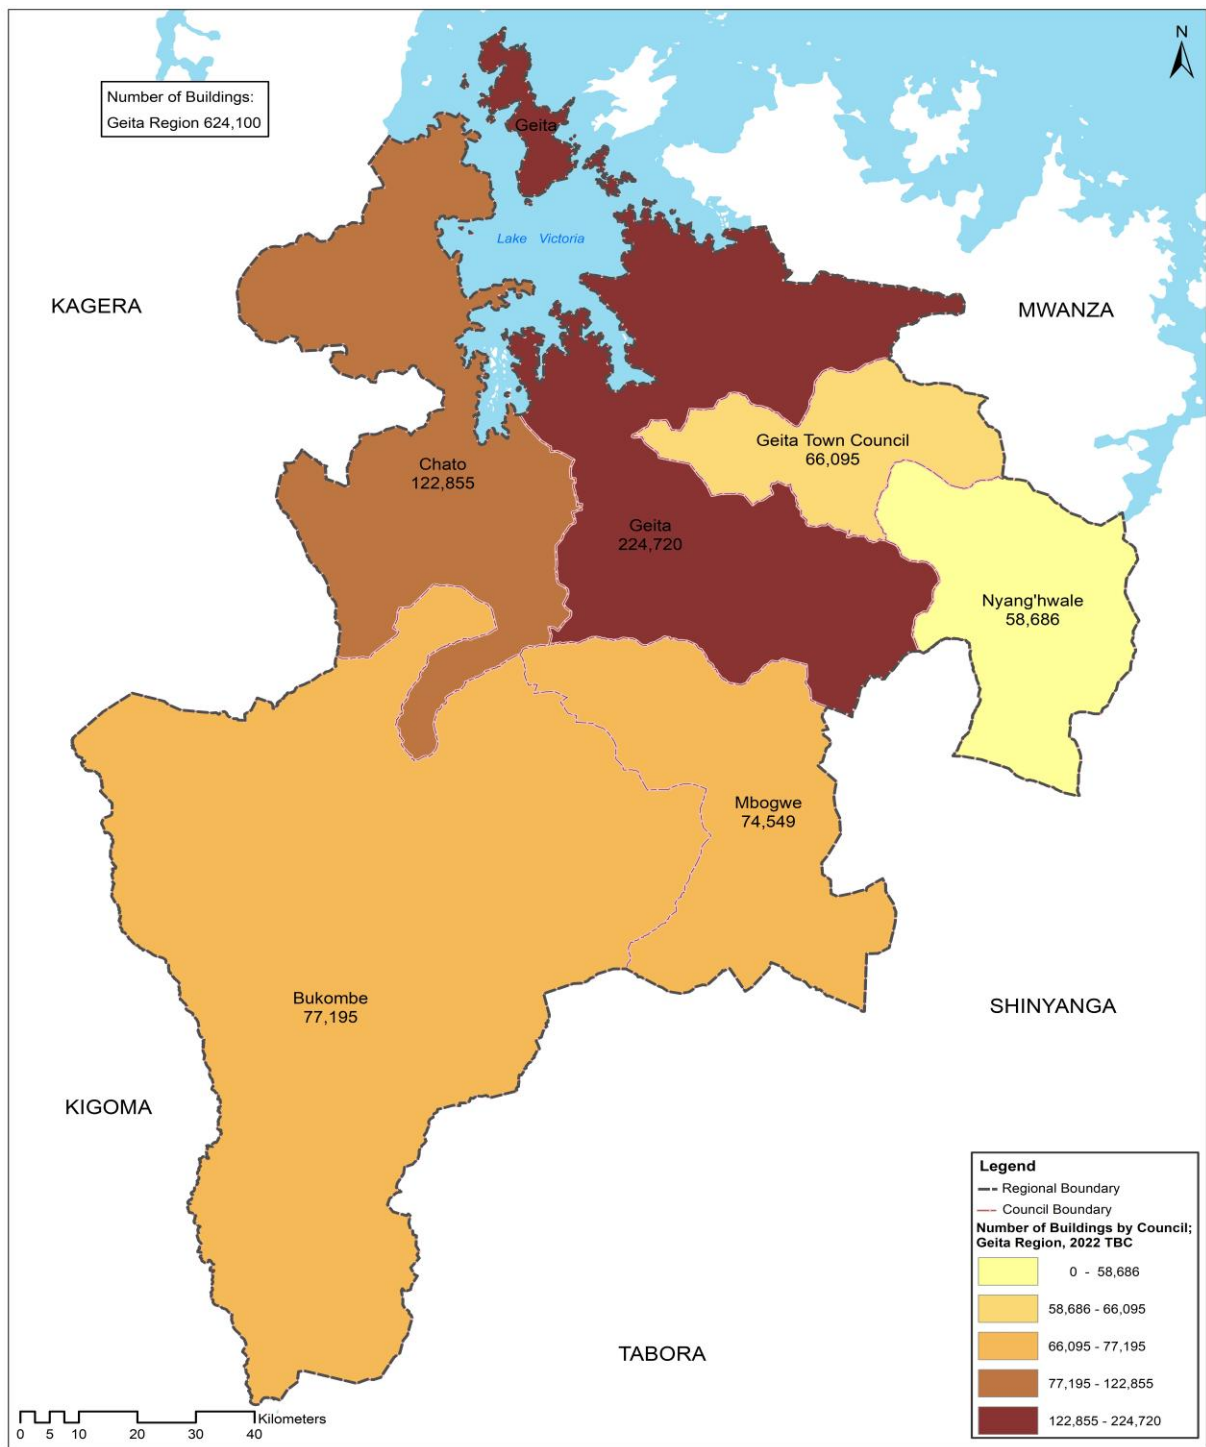 N
Number of Buildings:
Geita Region 624,100
Geita
Lake Victoria
KAGERA
MWANZA
Geita Town Council
66,095
Chato
122,855
Geita
224,720
Nyang'hwale
58,686
Mbogwe
74,549
Bukombe
77,195
SHINYANGA
KIGOMA
TABORA
Legend
Regional Boundary
Council Boundary
Number of Buildings by Council;
Geita Region, 2022 TBC
0 - 58,686
58,686 - 66,095
66,095 - 77,195
77,195 - 122,855
122,855 - 224,720
Kilometers
0 5 10 20 30 40